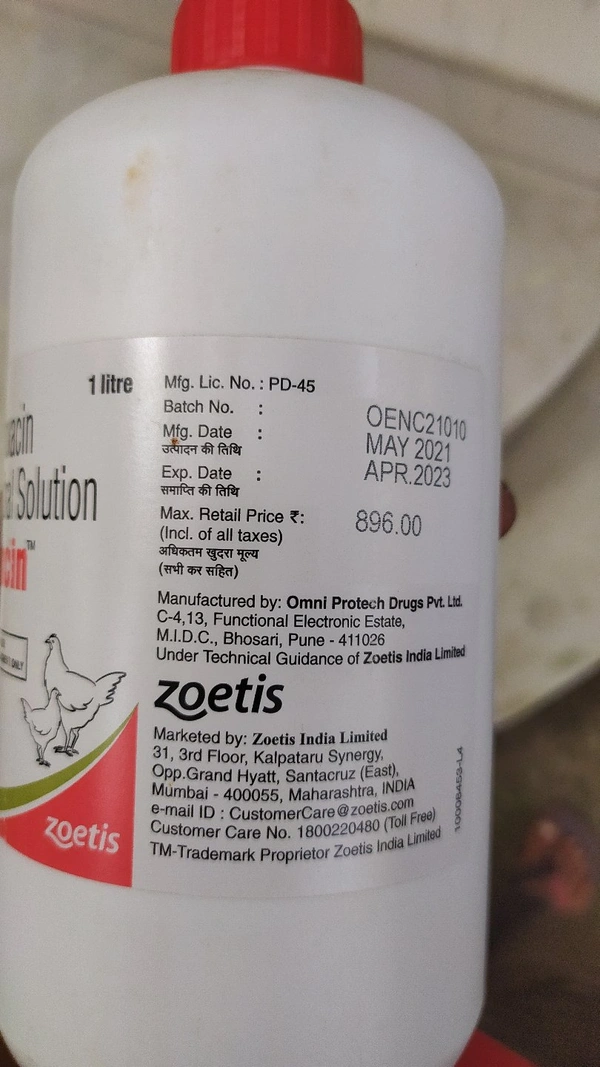 1 litre
Mfg. Lic. No. : PD-45
Batch No. : OENC21010
Mfg. Date : MAY 2021
उत्पादन की तिथि
Exp. Date : APR.2023
समाप्ति की तिथि
Max. Retail Price ₹: 896.00
(Incl. of all taxes)
अधिकतम खुदरा मूल्य
(सभी कर सहित)
Manufactured by: Omni Protech Drugs Pvt. Ltd.
C-4,13, Functional Electronic Estate,
M.I.D.C., Bhosari, Pune - 411026
Under Technical Guidance of Zoetis India Limited
zoetis
Marketed by: Zoetis India Limited
31, 3rd Floor, Kalpataru Synergy,
Opp.Grand Hyatt, Santacruz (East),
Mumbai - 400055, Maharashtra, INDIA
e-mail ID : CustomerCare@zoetis.com
Customer Care No. 1800220480 (Toll Free)
TM-Trademark Proprietor Zoetis India Limited
10008453-L4
acin
al Solution
cin™
DAILY
zoetis